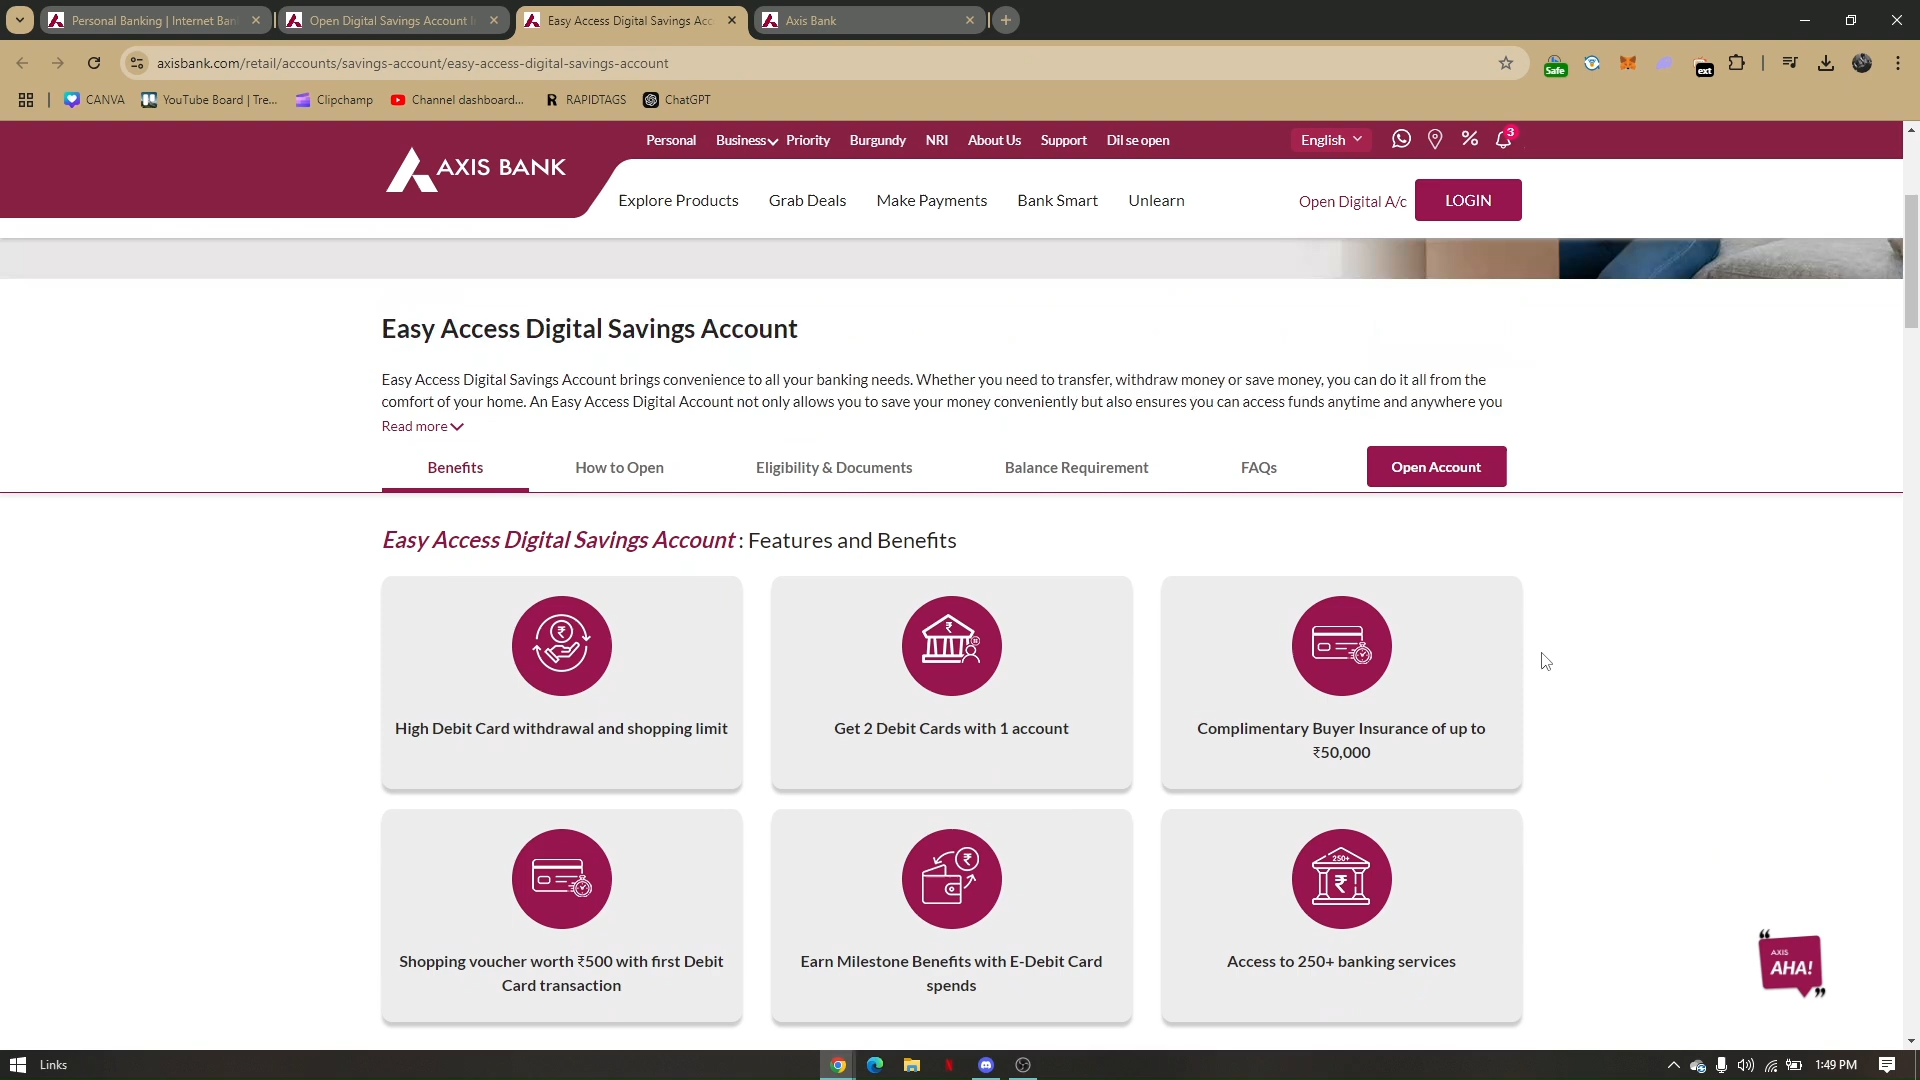 Personal Banking | Internet Ban
Open Digital Savings Account
Easy Access Digital Savings Acc
Axis Bank
axisbank.com/retail/accounts/savings-account/easy-access-digital-savings-account
Safe
ext
CANVA
YouTube Board | Tre...
Clipchamp
Channel dashboard...
R RAPIDTAGS
ChatGPT
Personal
Business
Priority
Burgundy
NRI
About Us
Support
Dil se open
English
3
AXIS BANK
Explore Products
Grab Deals
Make Payments
Bank Smart
Unlearn
Open Digital A/c
LOGIN
Easy Access Digital Savings Account
Easy Access Digital Savings Account brings convenience to all your banking needs. Whether you need to transfer, withdraw money or save money, you can do it all from the
comfort of your home. An Easy Access Digital Account not only allows you to save your money conveniently but also ensures you can access funds anytime and anywhere you
Read more
Benefits
How to Open
Eligibility & Documents
Balance Requirement
FAQs
Open Account
Easy Access Digital Savings Account : Features and Benefits
₹
High Debit Card withdrawal and shopping limit
₹
Get 2 Debit Cards with 1 account
Complimentary Buyer Insurance of up to
₹50,000
Shopping voucher worth ₹500 with first Debit
Card transaction
₹
Earn Milestone Benefits with E-Debit Card
spends
250+
₹
Access to 250+ banking services
AXIS
AHA!
Links
1:49 PM